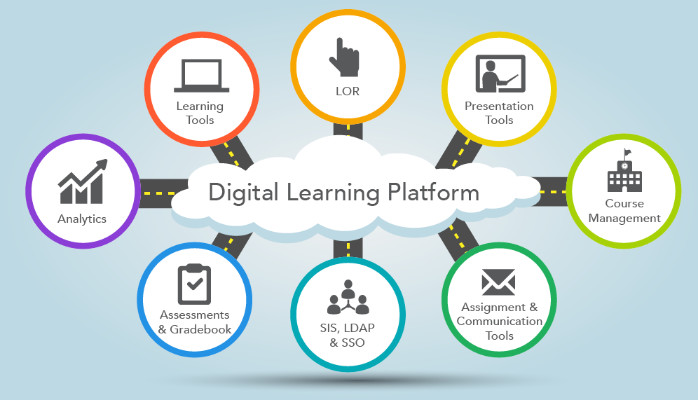 LOR
Learning
Tools
Presentation
Tools
Analytics
Digital Learning Platform
Course
Management
Assessments
& Gradebook
SIS, LDAP
& SSO
Assignment &
Communication
Tools